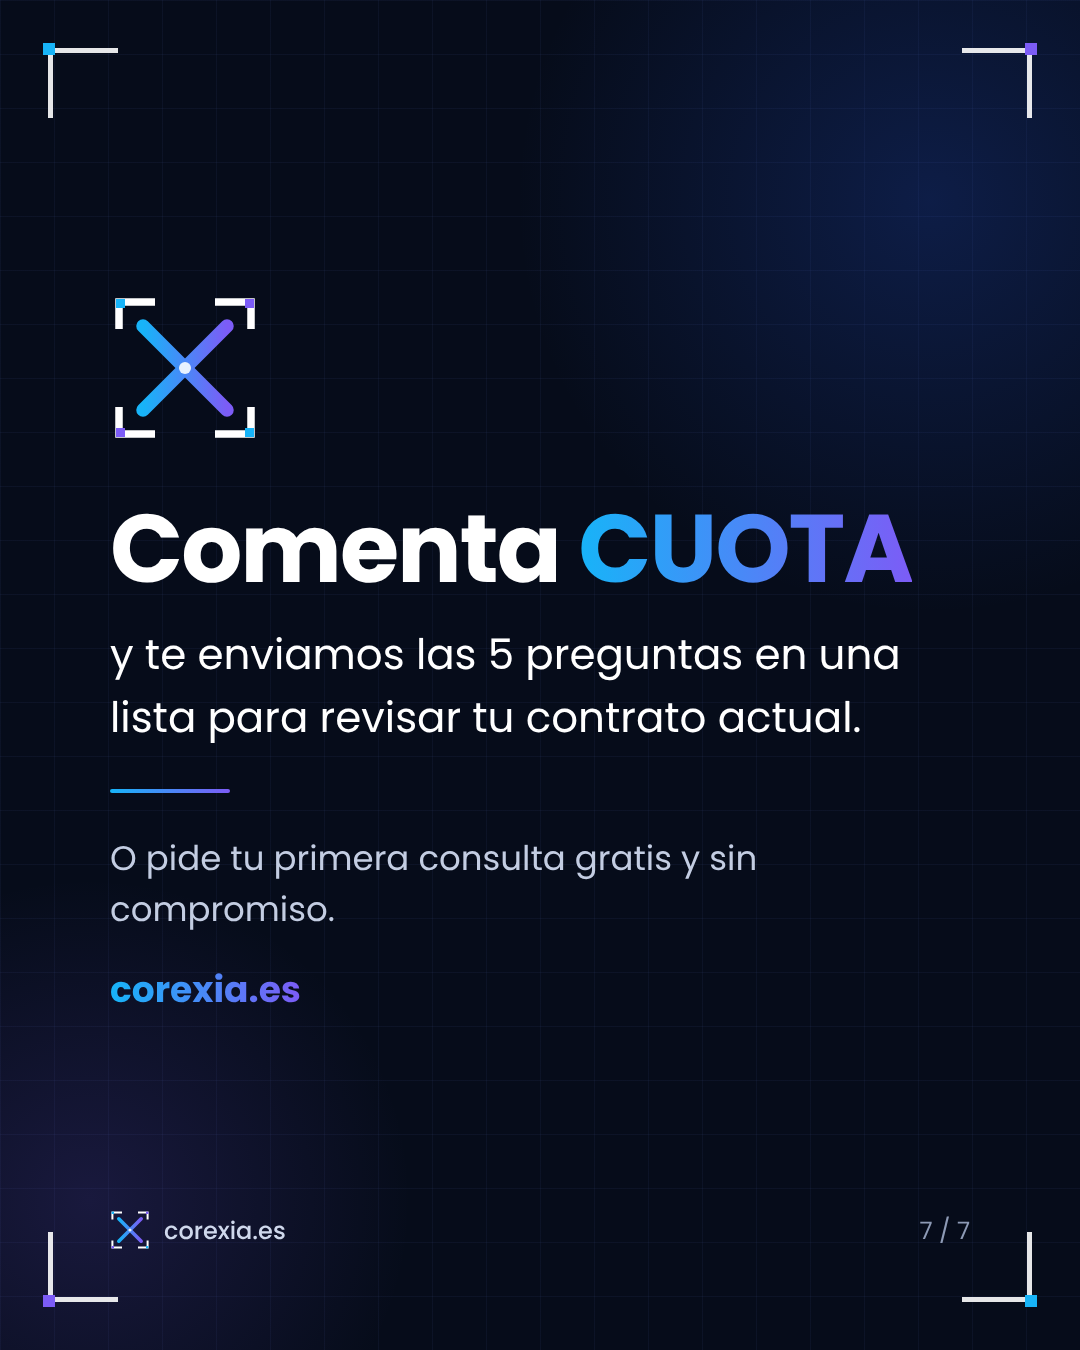 Comenta CUOTA
y te enviamos las 5 preguntas en una
lista para revisar tu contrato actual.
O pide tu primera consulta gratis y sin
compromiso.
corexia.es
corexia.es
7 / 7